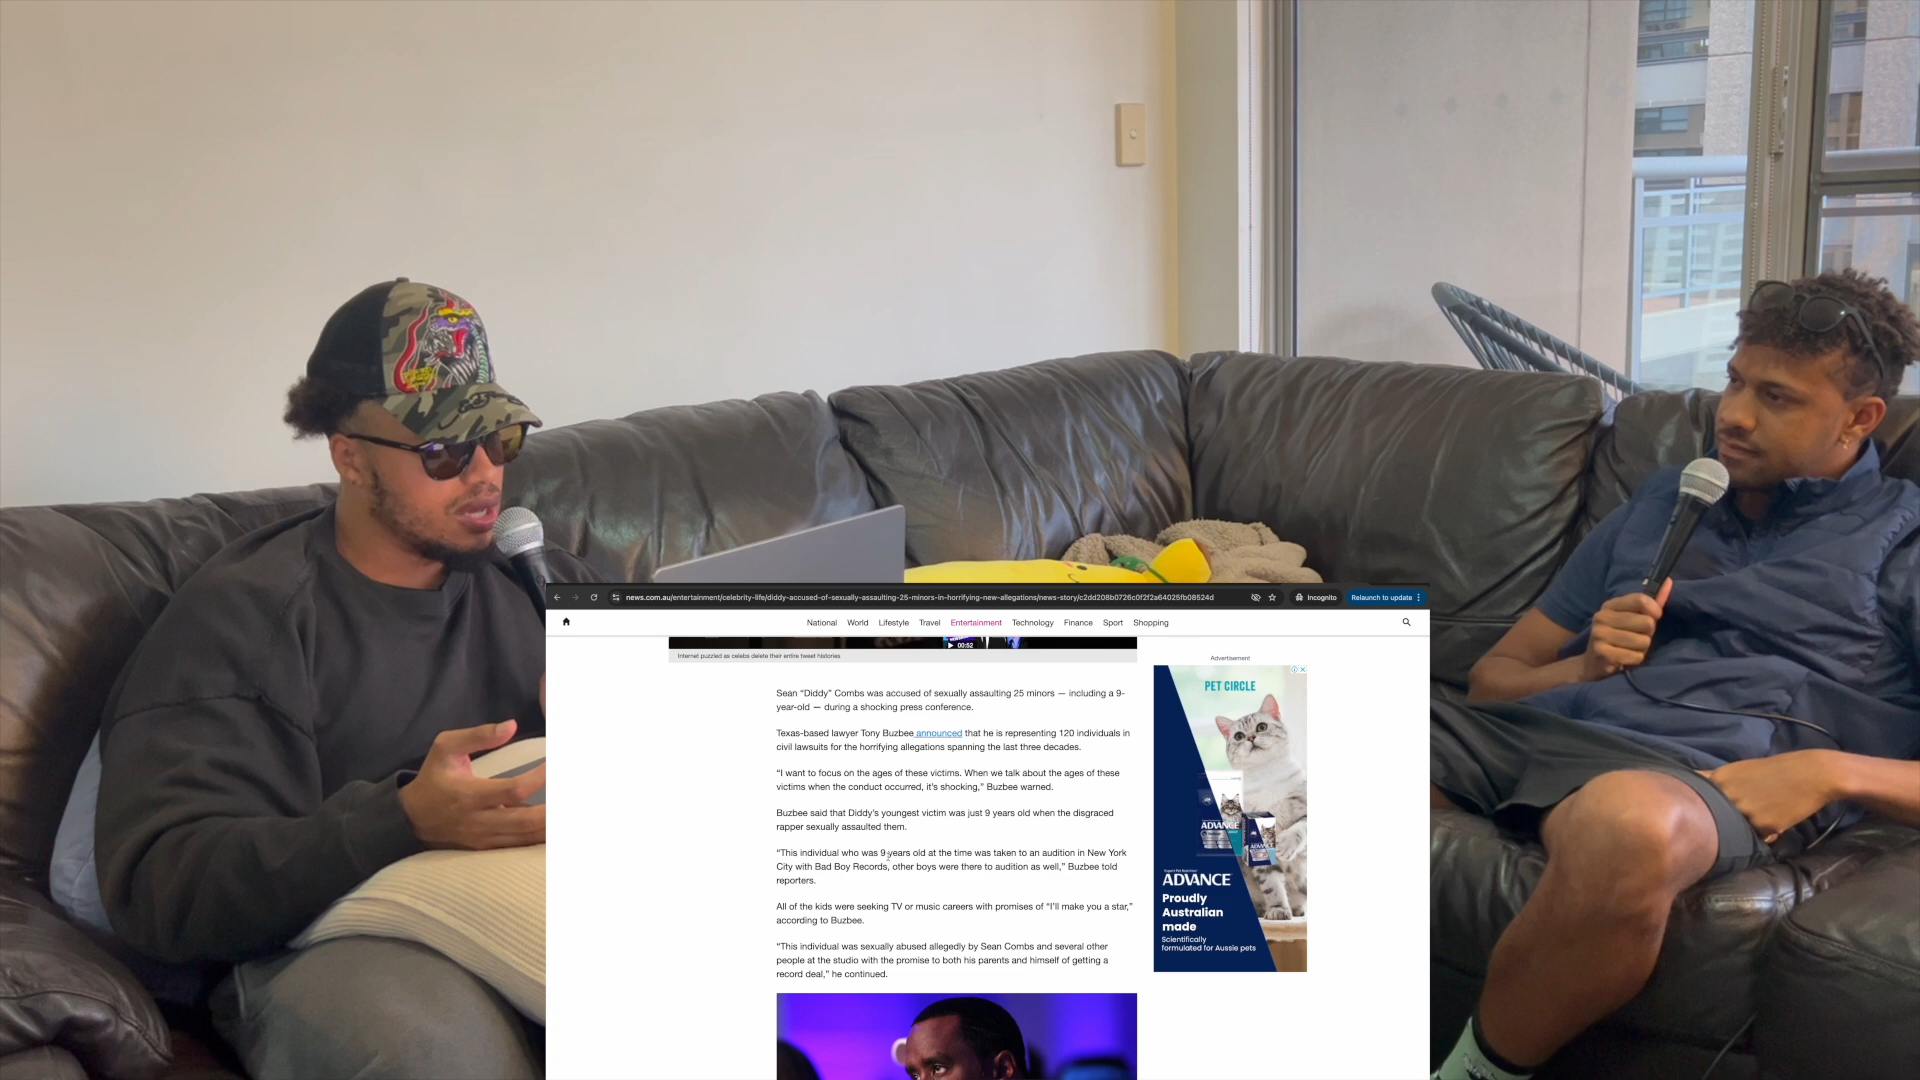 news.com.au/entertainment/celebrity-life/diddy-accused-of-sexually-assaulting-25-minors-in-horrifying-new-allegations/news-story/c2dd208b0726c0f2f2a64025fb08524d
Incognito
Relaunch to update
National World Lifestyle Travel Entertainment Technology Finance Sport Shopping
00:52
Internet puzzled as celebs delete their entire tweet histories
Sean “Diddy” Combs was accused of sexually assaulting 25 minors — including a 9-
year-old — during a shocking press conference.
Texas-based lawyer Tony Buzbee announced that he is representing 120 individuals in
civil lawsuits for the horrifying allegations spanning the last three decades.
“I want to focus on the ages of these victims. When we talk about the ages of these
victims when the conduct occurred, it’s shocking,” Buzbee warned.
Buzbee said that Diddy’s youngest victim was just 9 years old when the disgraced
rapper sexually assaulted them.
“This individual who was 9 years old at the time was taken to an audition in New York
City with Bad Boy Records, other boys were there to audition as well,” Buzbee told
reporters.
All of the kids were seeking TV or music careers with promises of “I’ll make you a star,”
according to Buzbee.
“This individual was sexually abused allegedly by Sean Combs and several other
people at the studio with the promise to both his parents and himself of getting a
record deal,” he continued.
Advertisement
PET CIRCLE
ADVANCE
ADVANCE
Proudly
Australian
made
Scientifically
formulated for Aussie pets